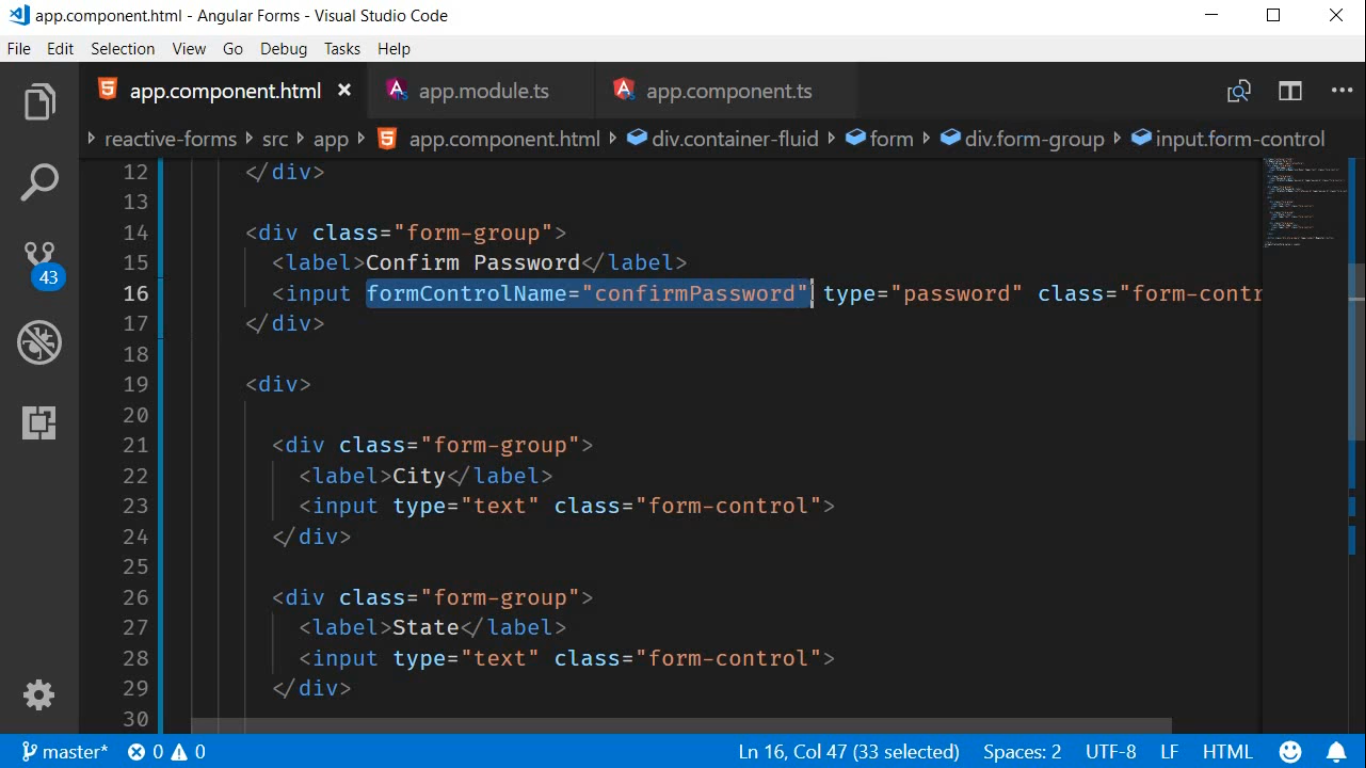 app.component.html - Angular Forms - Visual Studio Code
File Edit Selection View Go Debug Tasks Help
app.component.html × app.module.ts app.component.ts
reactive-forms src app app.component.html div.container-fluid form div.form-group input.form-control
12 </div>
13
14 <div class="form-group">
15 <label>Confirm Password</label>
16 <input formControlName="confirmPassword" type="password" class="form-contr
17 </div>
18
19 <div>
20
21 <div class="form-group">
22 <label>City</label>
23 <input type="text" class="form-control">
24 </div>
25
26 <div class="form-group">
27 <label>State</label>
28 <input type="text" class="form-control">
29 </div>
30
43
master* 0 0 Ln 16, Col 47 (33 selected) Spaces: 2 UTF-8 LF HTML